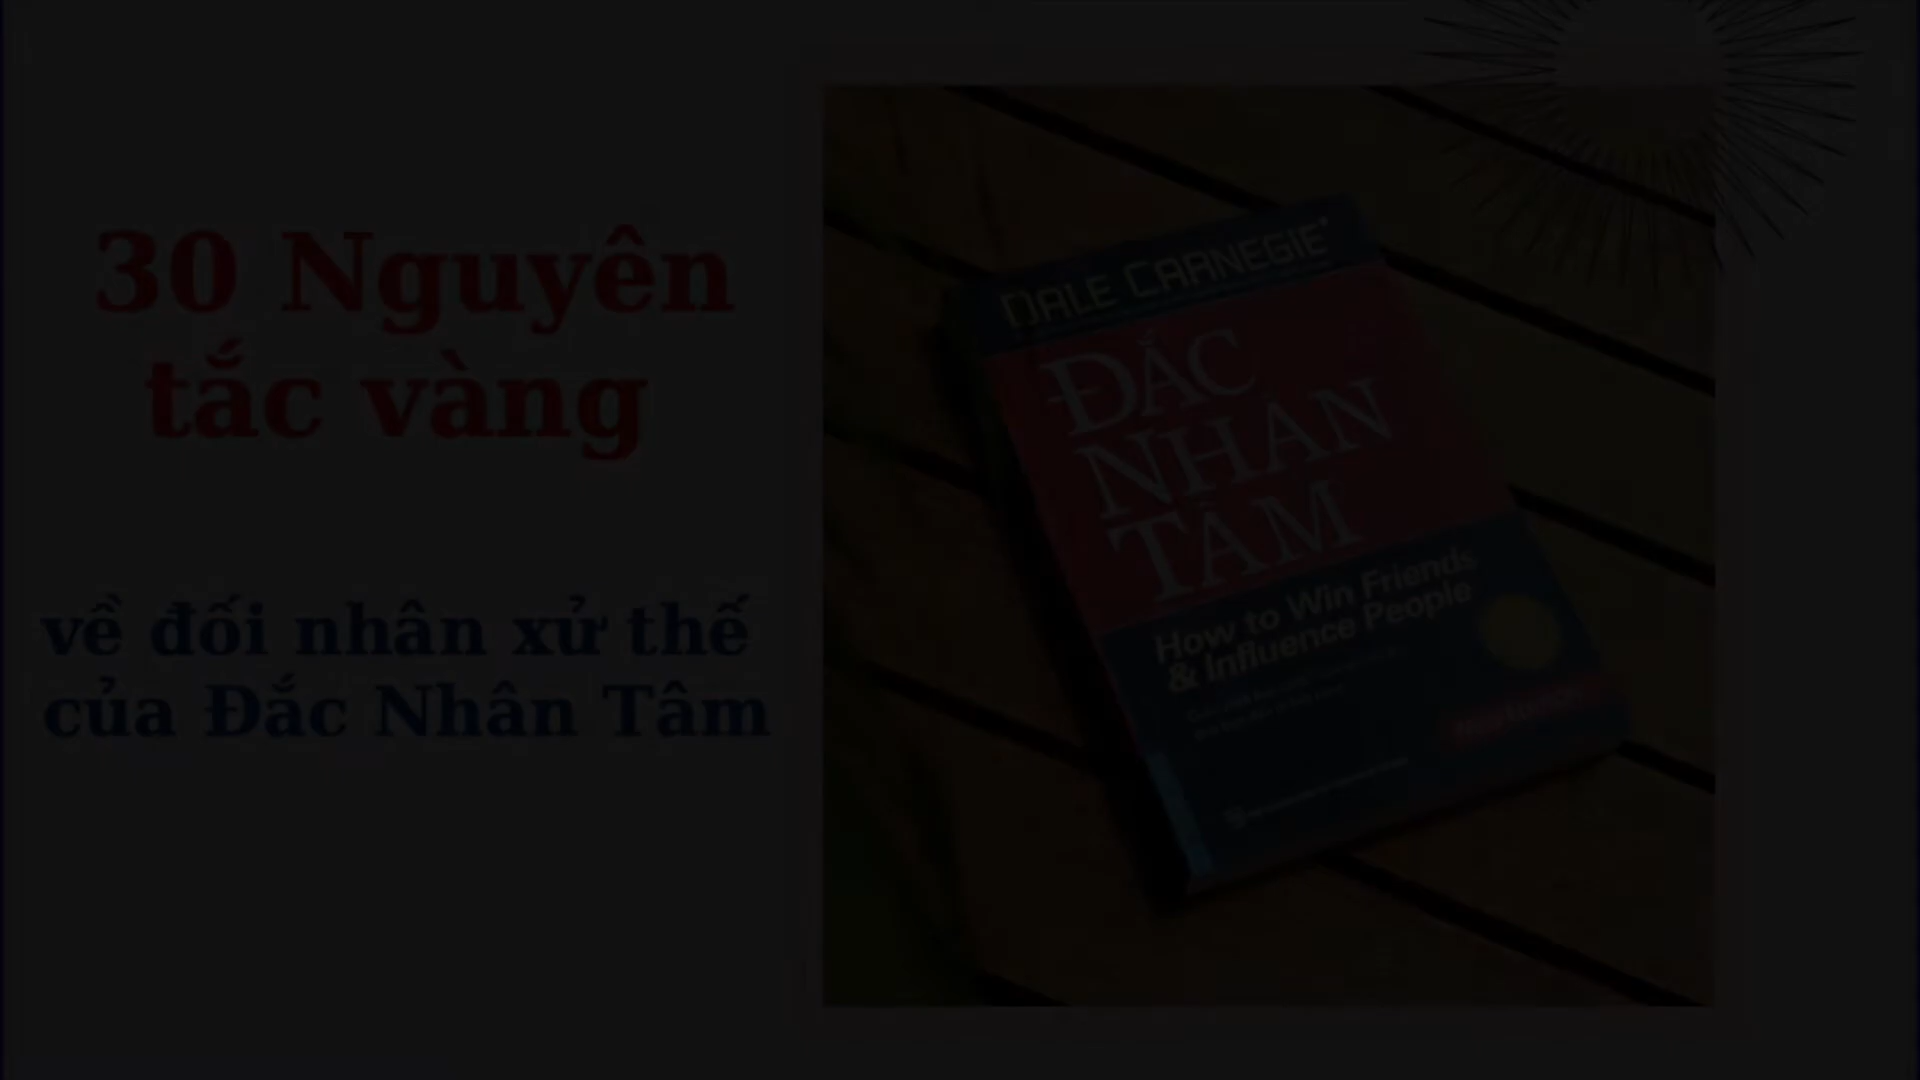 30 Nguyên
tắc vàng
về đối nhân xử thế
của Đắc Nhân Tâm
DALE CARNEGIE
ĐẮC
NHÂN
TÂM
How to Win Friends
& Influence People